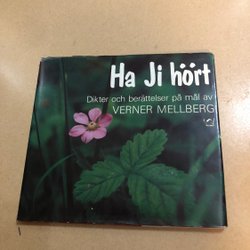 Ha Ji hört
Dikter och berättelser på mål av
VERNER MELLBERG